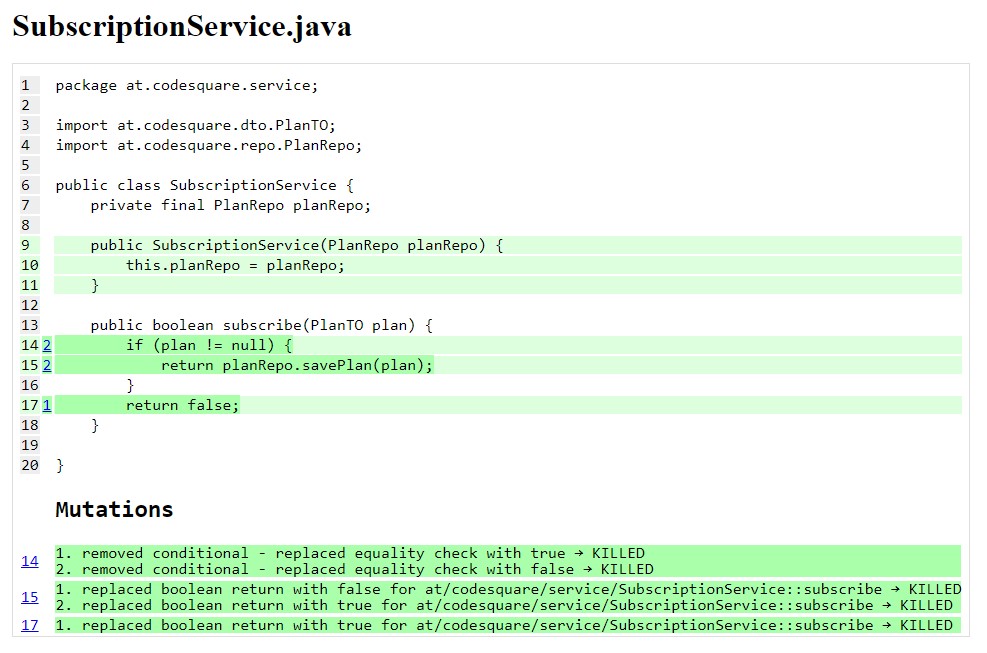 SubscriptionService.java
1 package at.codesquare.service;
2
3 import at.codesquare.dto.PlanTO;
4 import at.codesquare.repo.PlanRepo;
5
6 public class SubscriptionService {
7 private final PlanRepo planRepo;
8
9 public SubscriptionService(PlanRepo planRepo) {
10 this.planRepo = planRepo;
11 }
12
13 public boolean subscribe(PlanTO plan) {
14 2 if (plan != null) {
15 2 return planRepo.savePlan(plan);
16 }
17 1 return false;
18 }
19
20 }
Mutations
14 1. removed conditional - replaced equality check with true → KILLED
2. removed conditional - replaced equality check with false → KILLED
15 1. replaced boolean return with false for at/codesquare/service/SubscriptionService::subscribe → KILLED
2. replaced boolean return with true for at/codesquare/service/SubscriptionService::subscribe → KILLED
17 1. replaced boolean return with true for at/codesquare/service/SubscriptionService::subscribe → KILLED